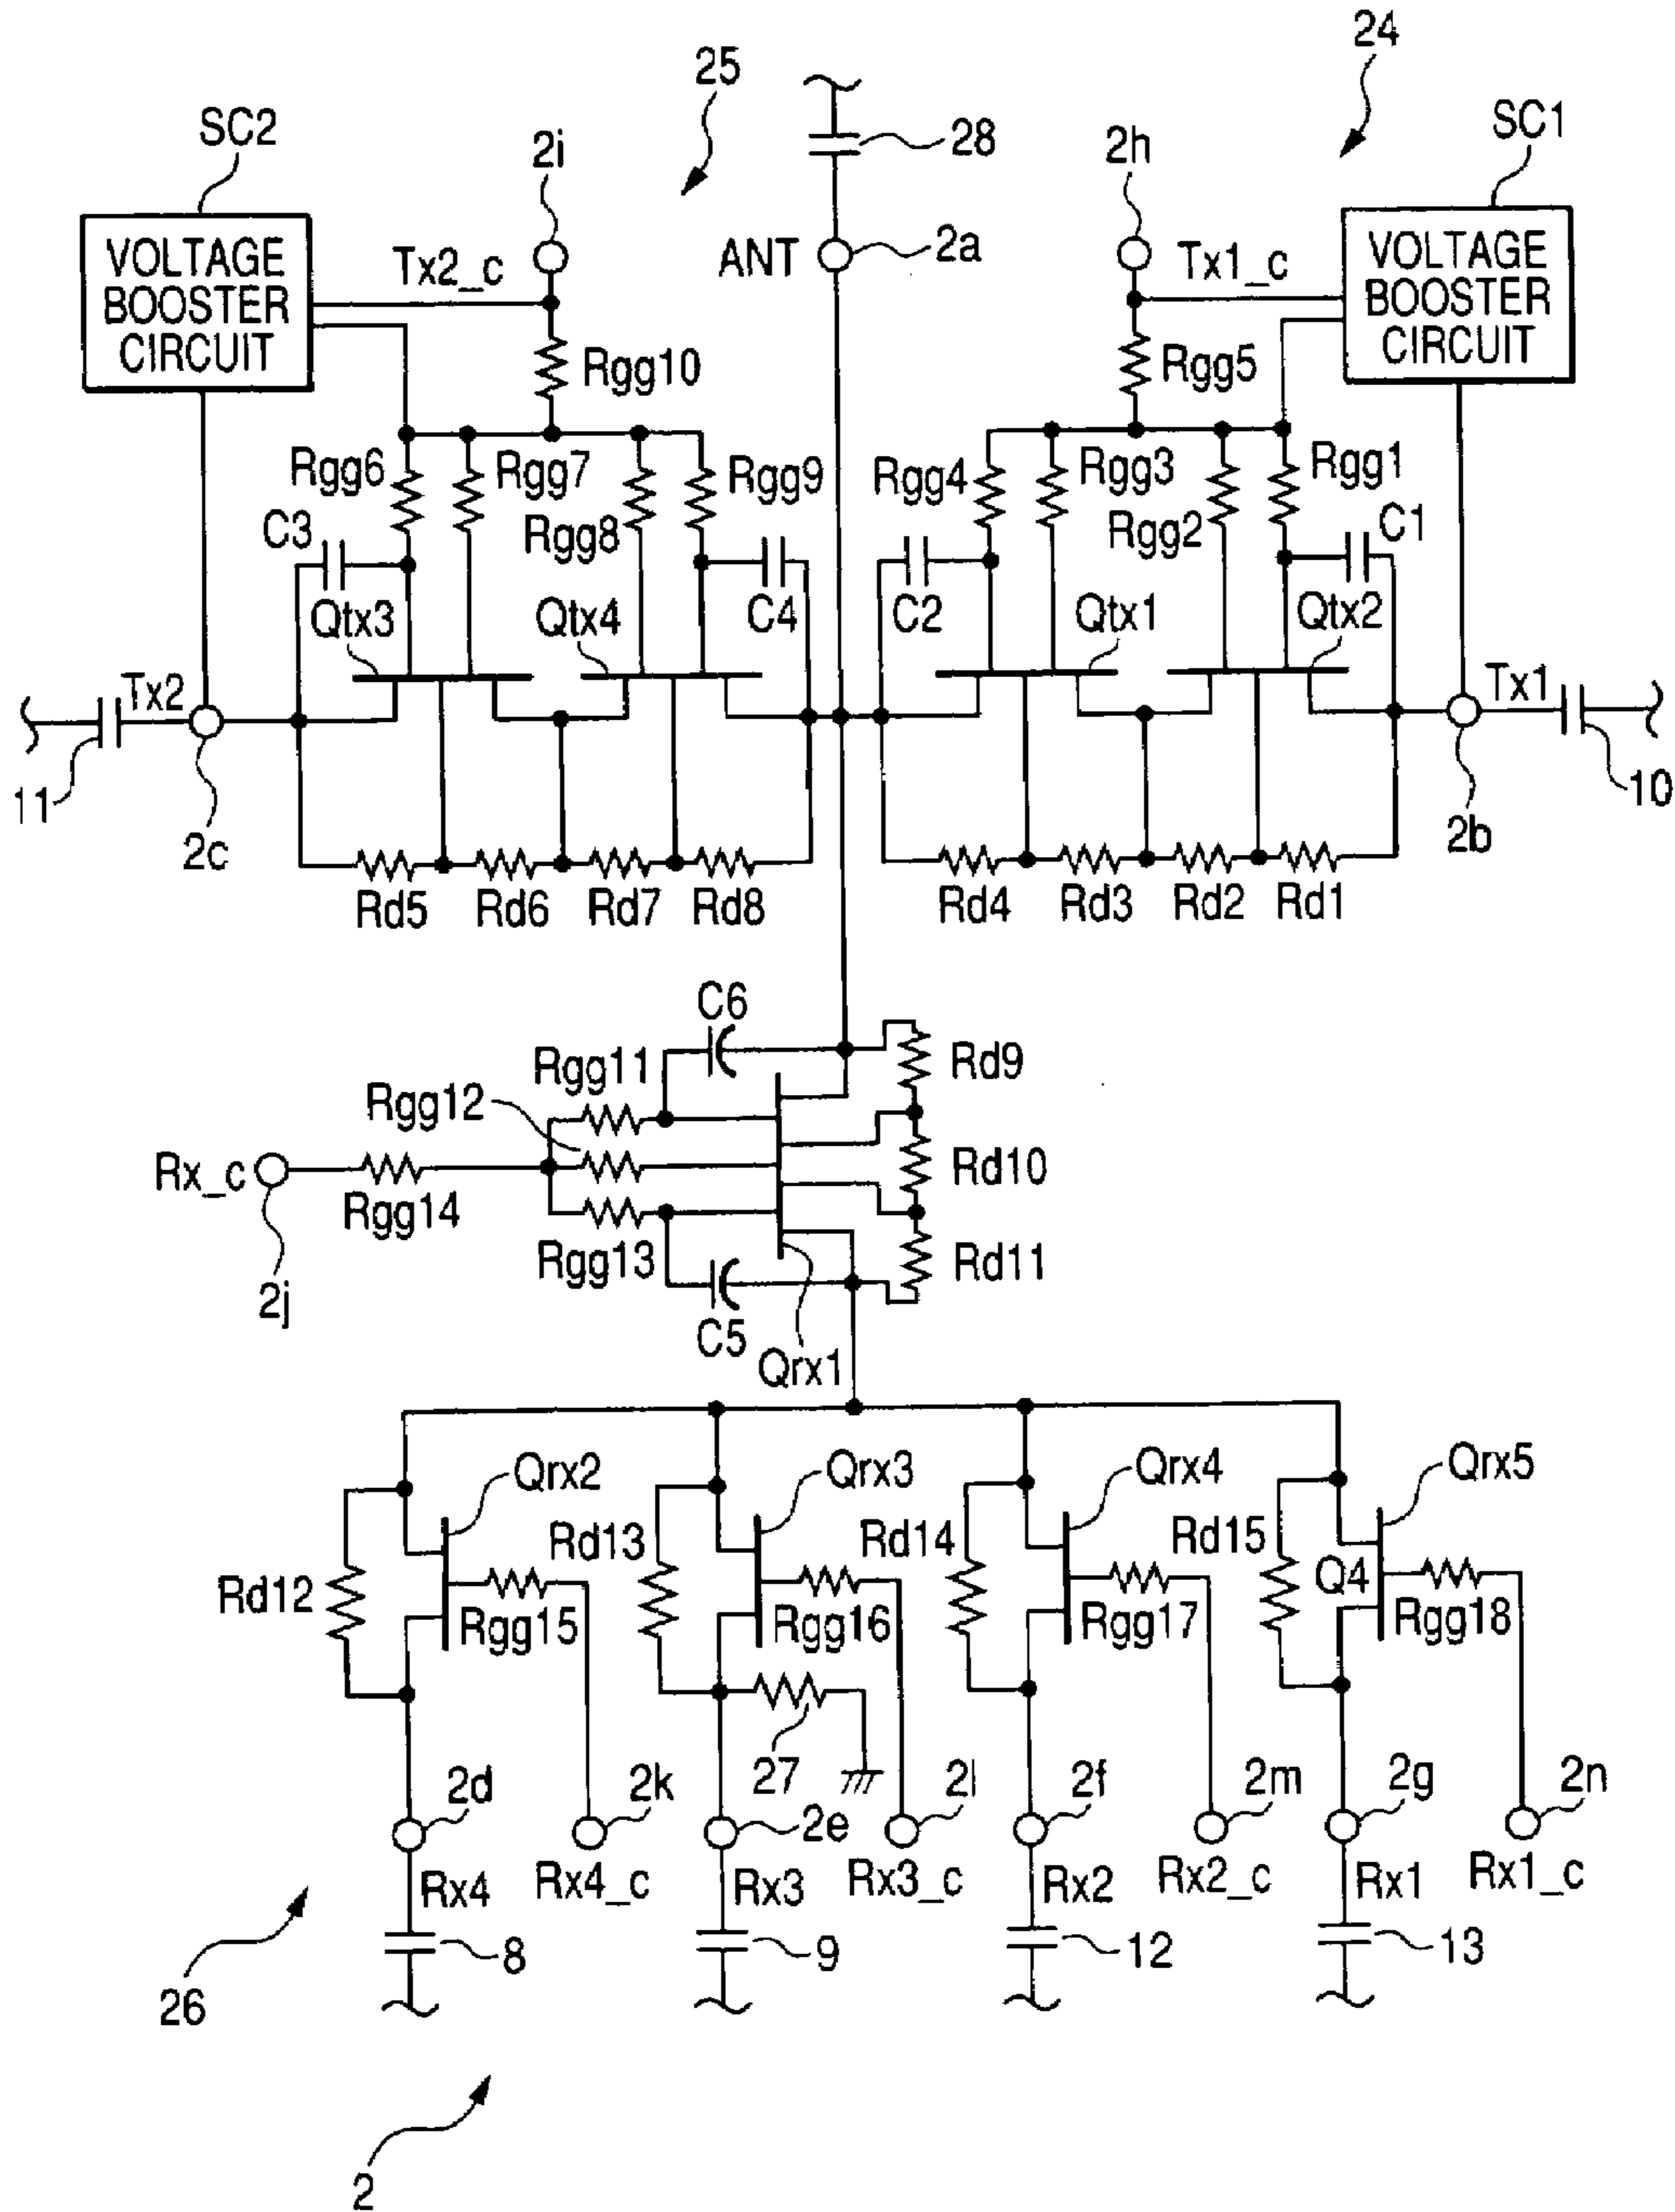 24
25
SC2
2i
28
2h
SC1
VOLTAGE
BOOSTER
CIRCUIT
Tx2_c
ANT
2a
Tx1_c
VOLTAGE
BOOSTER
CIRCUIT
Rgg10
Rgg5
Rgg6
Rgg7
Rgg8
Rgg9
Rgg4
Rgg3
Rgg2
Rgg1
C3
C1
Qtx3
Qtx4
C4
C2
Qtx1
Qtx2
Tx2
Tx1
11
2c
2b
10
Rd5
Rd6
Rd7
Rd8
Rd4
Rd3
Rd2
Rd1
C6
Rgg11
Rd9
Rgg12
Rx_c
Rd10
Rgg14
Rgg13
Rd11
2j
C5
Qrx1
Qrx2
Qrx3
Qrx4
Qrx5
Rd12
Rd13
Rd14
Rd15
Q4
Rgg15
Rgg16
Rgg17
Rgg18
27
2d
2k
2e
2l
2f
2m
2g
2n
Rx4
Rx4_c
Rx3
Rx3_c
Rx2
Rx2_c
Rx1
Rx1_c
8
9
12
13
26
2